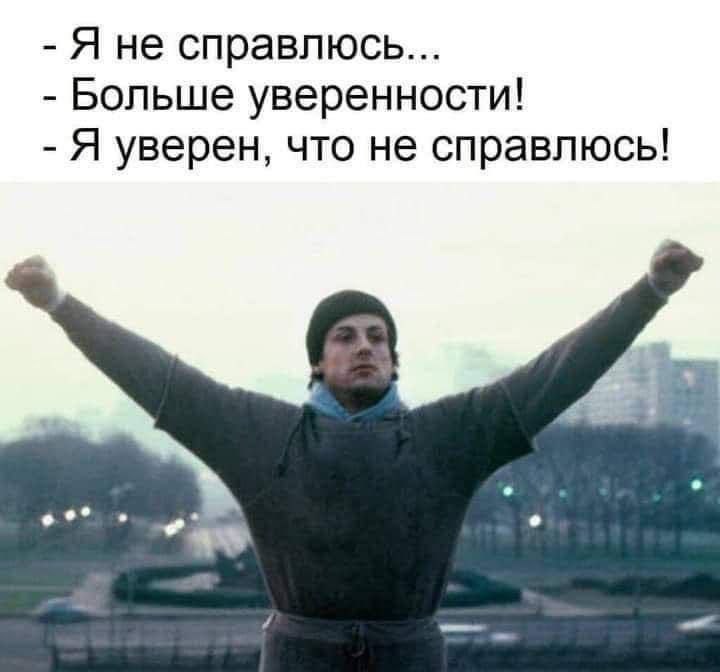 - Я не справлюсь...
- Больше уверенности!
- Я уверен, что не справлюсь!